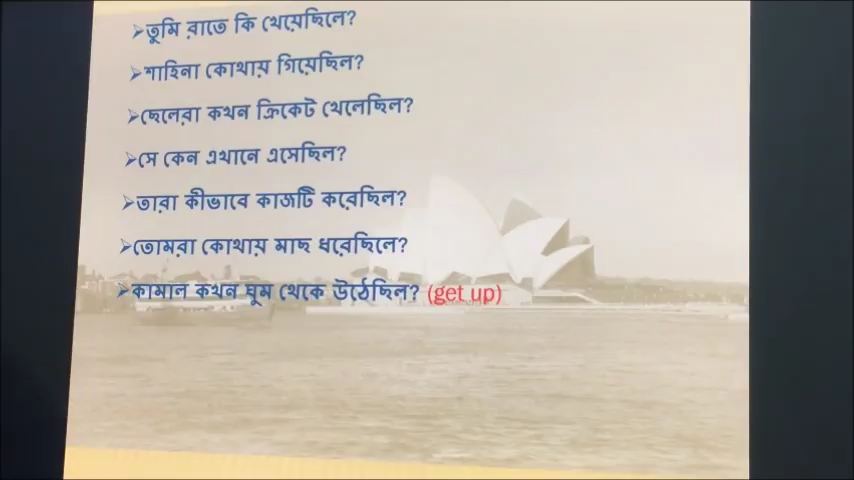 ➢তুমি রাতে কি খেয়েছিলে?
➢শাহিনা কোথায় গিয়েছিল?
➢ছেলেরা কখন ক্রিকেট খেলেছিল?
➢সে কেন এখানে এসেছিল?
➢তারা কীভাবে কাজটি করেছিল?
➢তোমরা কোথায় মাছ ধরেছিলে?
➢কামাল কখন ঘুম থেকে উঠেছিল? (get up)